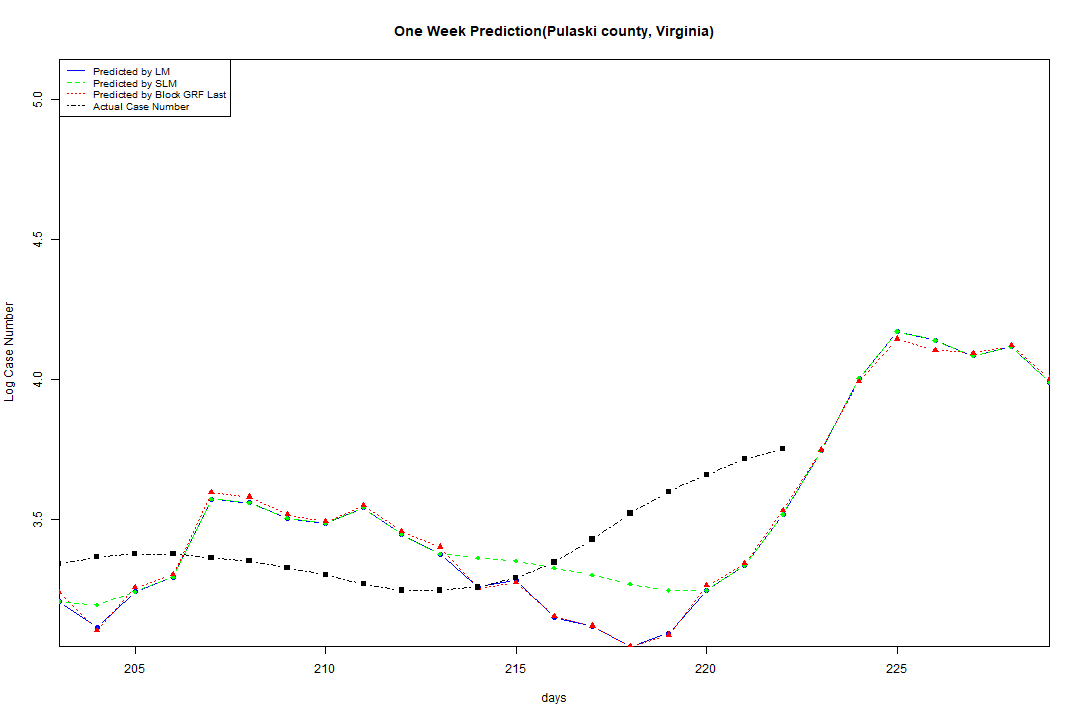 One Week Prediction(Pulaski county, Virginia)
Predicted by LM
Predicted by SLM
Predicted by Block GRF Last
Actual Case Number
5.0
4.5
4.0
3.5
Log Case Number
205 210 215 220 225
days